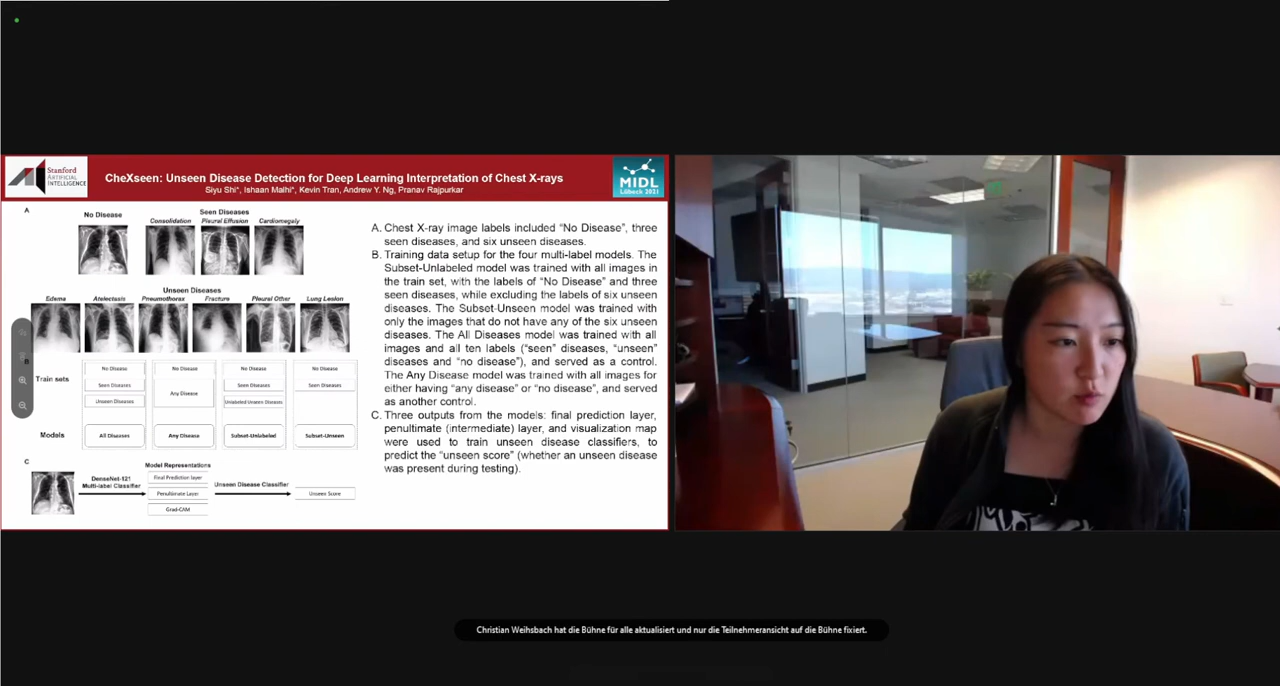 Stanford
ARTIFICIAL
INTELLIGENCE
CheXseen: Unseen Disease Detection for Deep Learning Interpretation of Chest X-rays
Siyu Shi*, Ishaan Malhi*, Kevin Tran, Andrew Y. Ng, Pranav Rajpurkar
MIDL
Lübeck 2021
A
No Disease
Seen Diseases
Consolidation Pleural Effusion Cardiomegaly
Unseen Diseases
Edema Atelectasis Pneumothorax Fracture Pleural Other Lung Lesion
B
Train sets
No Disease
Seen Diseases
Unseen Diseases
Any Disease
No Disease
Seen Diseases
Unlabeled Unseen Diseases
No Disease
Seen Diseases
Models
All Diseases Any Disease Subset-Unlabeled Subset-Unseen
C
Model Representations
DenseNet-121
Multi-label Classifier
Final Prediction layer
Penultimate Layer
Grad-CAM
Unseen Disease Classifier
Unseen Score
A. Chest X-ray image labels included “No Disease”, three
seen diseases, and six unseen diseases.
B. Training data setup for the four multi-label models. The
Subset-Unlabeled model was trained with all images in
the train set, with the labels of “No Disease” and three
seen diseases, while excluding the labels of six unseen
diseases. The Subset-Unseen model was trained with
only the images that do not have any of the six unseen
diseases. The All Diseases model was trained with all
images and all ten labels (“seen” diseases, “unseen”
diseases and “no disease”), and served as a control.
The Any Disease model was trained with all images for
either having “any disease” or “no disease”, and served
as another control.
C. Three outputs from the models: final prediction layer,
penultimate (intermediate) layer, and visualization map
were used to train unseen disease classifiers, to
predict the “unseen score” (whether an unseen disease
was present during testing).
Christian Weihsbach hat die Bühne für alle aktualisiert und nur die Teilnehmeransicht auf die Bühne fixiert.